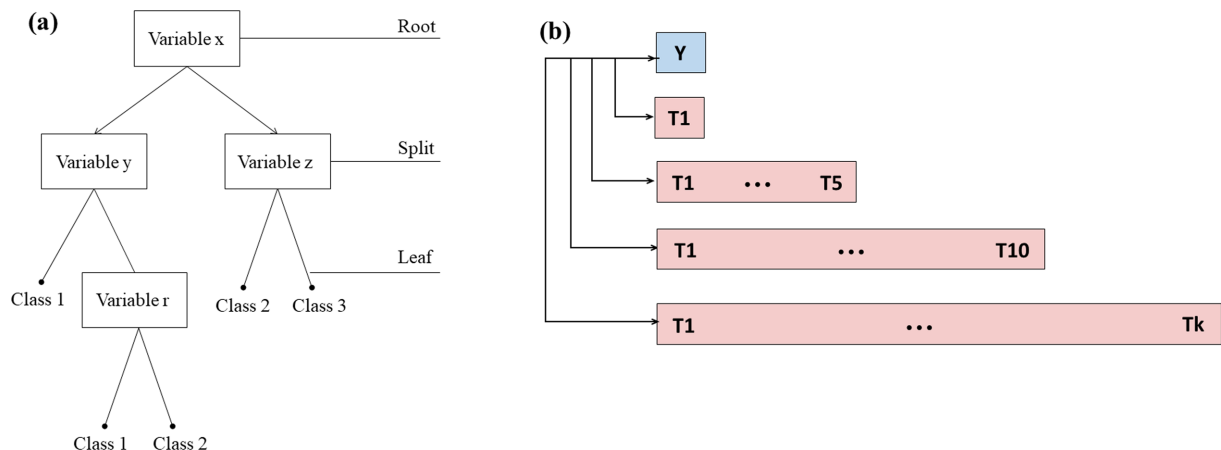 (a)
Variable x
Root
Variable y
Variable z
Split
Leaf
Class 1
Variable r
Class 2
Class 3
Class 1
Class 2
(b)
Y
T1
T1 ... T5
T1 ... T10
T1 ... Tk